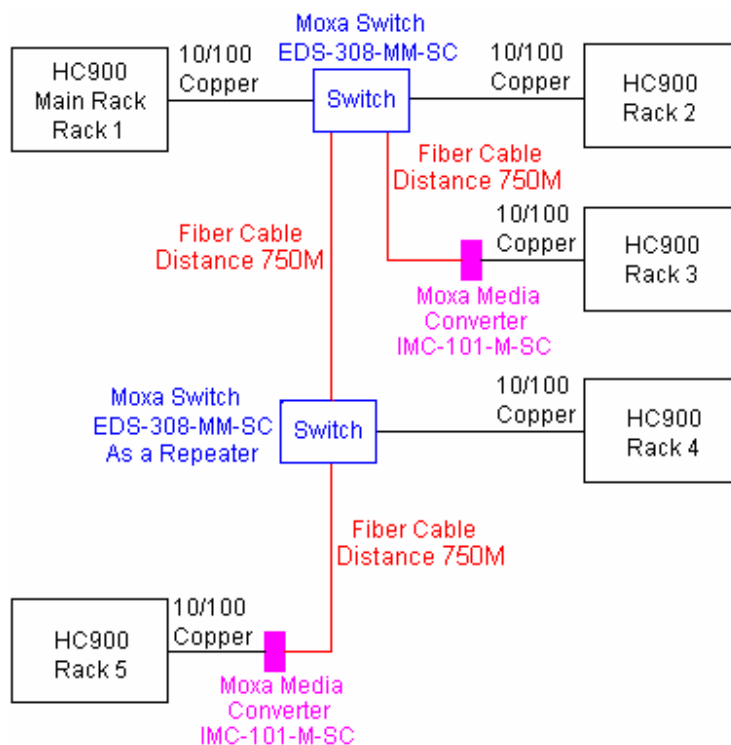 Moxa Switch
EDS-308-MM-SC
HC900
Main Rack
Rack 1
10/100
Copper
Switch
10/100
Copper
HC900
Rack 2
Fiber Cable
Distance 750M
Fiber Cable
Distance 750M
10/100
Copper
HC900
Rack 3
Moxa Media
Converter
IMC-101-M-SC
Moxa Switch
EDS-308-MM-SC
As a Repeater
Switch
10/100
Copper
HC900
Rack 4
Fiber Cable
Distance 750M
HC900
Rack 5
10/100
Copper
Moxa Media
Converter
IMC-101-M-SC